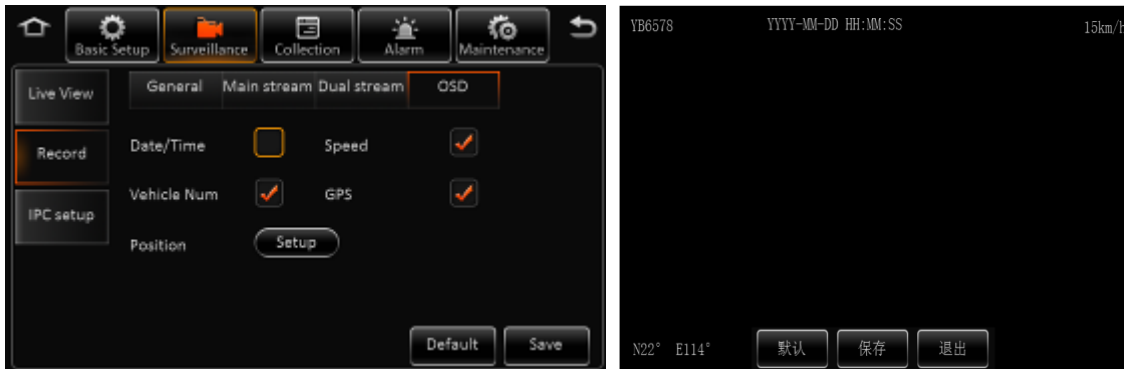 Basic Setup Surveillance Collection Alarm Maintenance
Live View
General Main stream Dual stream OSD
Record
Date/Time Speed
Vehicle Num GPS
IPC setup
Position Setup
Default Save
YB6578 YYYY-MM-DD HH:MM:SS 15km/h
N22° E114° 默认 保存 退出